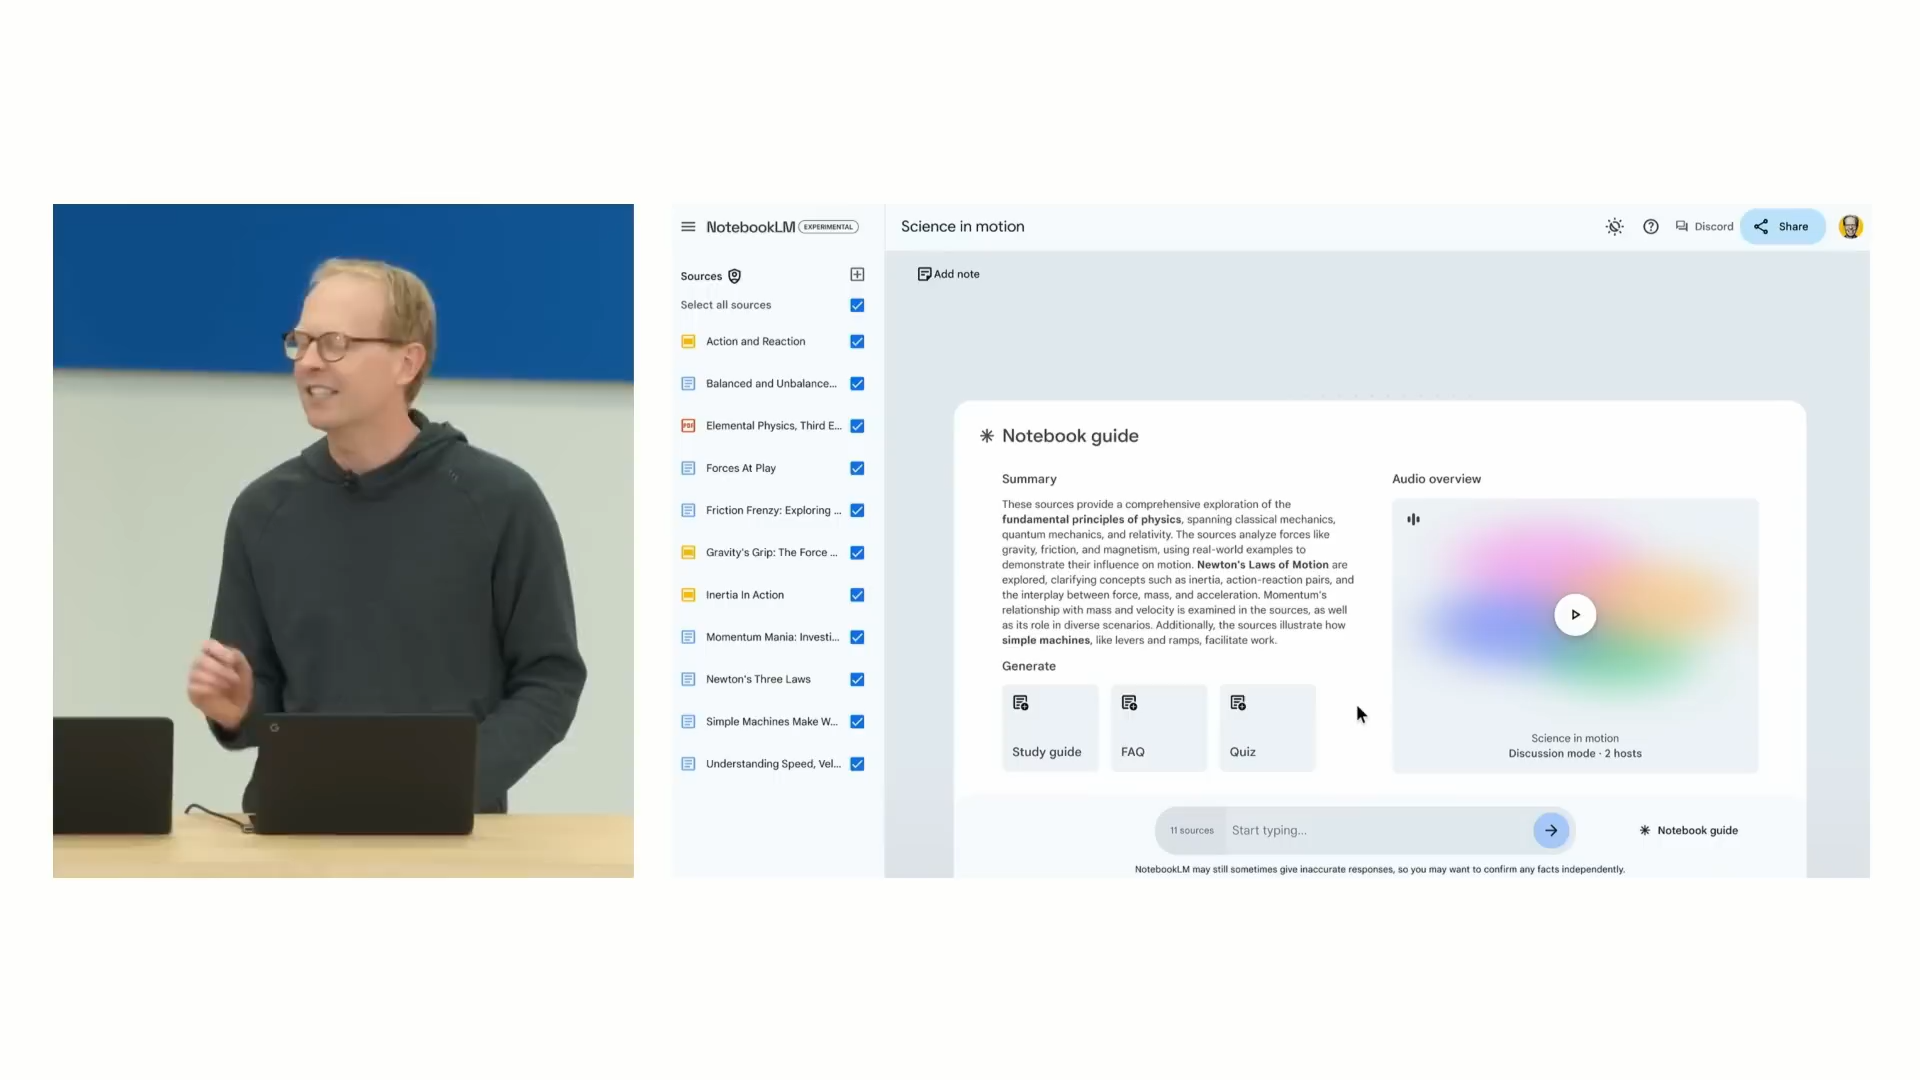 NotebookLM EXPERIMENTAL
Science in motion
Discord
Share
Sources
Select all sources
Action and Reaction
Balanced and Unbalance...
Elemental Physics, Third E...
Forces At Play
Friction Frenzy: Exploring ...
Gravity's Grip: The Force ...
Inertia In Action
Momentum Mania: Investi...
Newton's Three Laws
Simple Machines Make W...
Understanding Speed, Vel...
Add note
Notebook guide
Summary
These sources provide a comprehensive exploration of the
fundamental principles of physics, spanning classical mechanics,
quantum mechanics, and relativity. The sources analyze forces like
gravity, friction, and magnetism, using real-world examples to
demonstrate their influence on motion. Newton's Laws of Motion are
explored, clarifying concepts such as inertia, action-reaction pairs, and
the interplay between force, mass, and acceleration. Momentum's
relationship with mass and velocity is examined in the sources, as well
as its role in diverse scenarios. Additionally, the sources illustrate how
simple machines, like levers and ramps, facilitate work.
Generate
Study guide
FAQ
Quiz
Audio overview
Science in motion
Discussion mode · 2 hosts
11 sources
Start typing...
Notebook guide
NotebookLM may still sometimes give inaccurate responses, so you may want to confirm any facts independently.
PDF
G